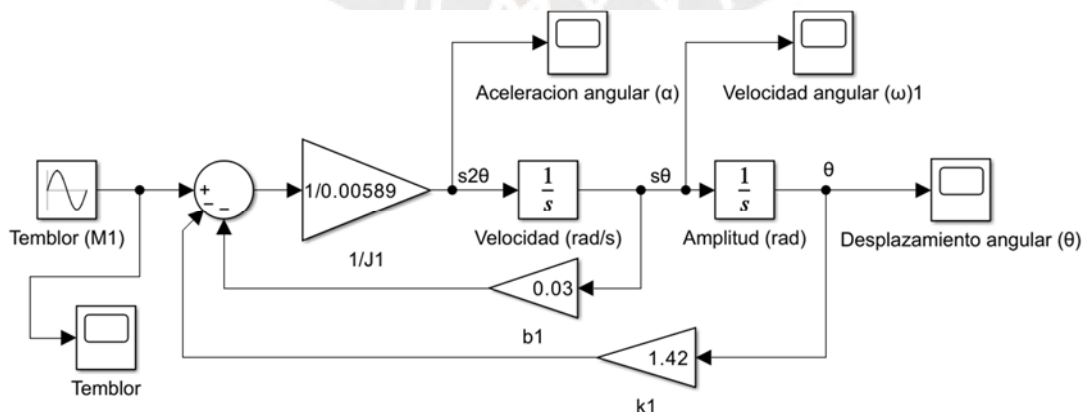 Aceleracion angular (α)
Velocidad angular (ω)1
+
−
−
1/0.00589
s2θ
1
s
sθ
1
s
θ
Temblor (M1)
Velocidad (rad/s)
Amplitud (rad)
Desplazamiento angular (θ)
1/J1
0.03
b1
1.42
Temblor
k1